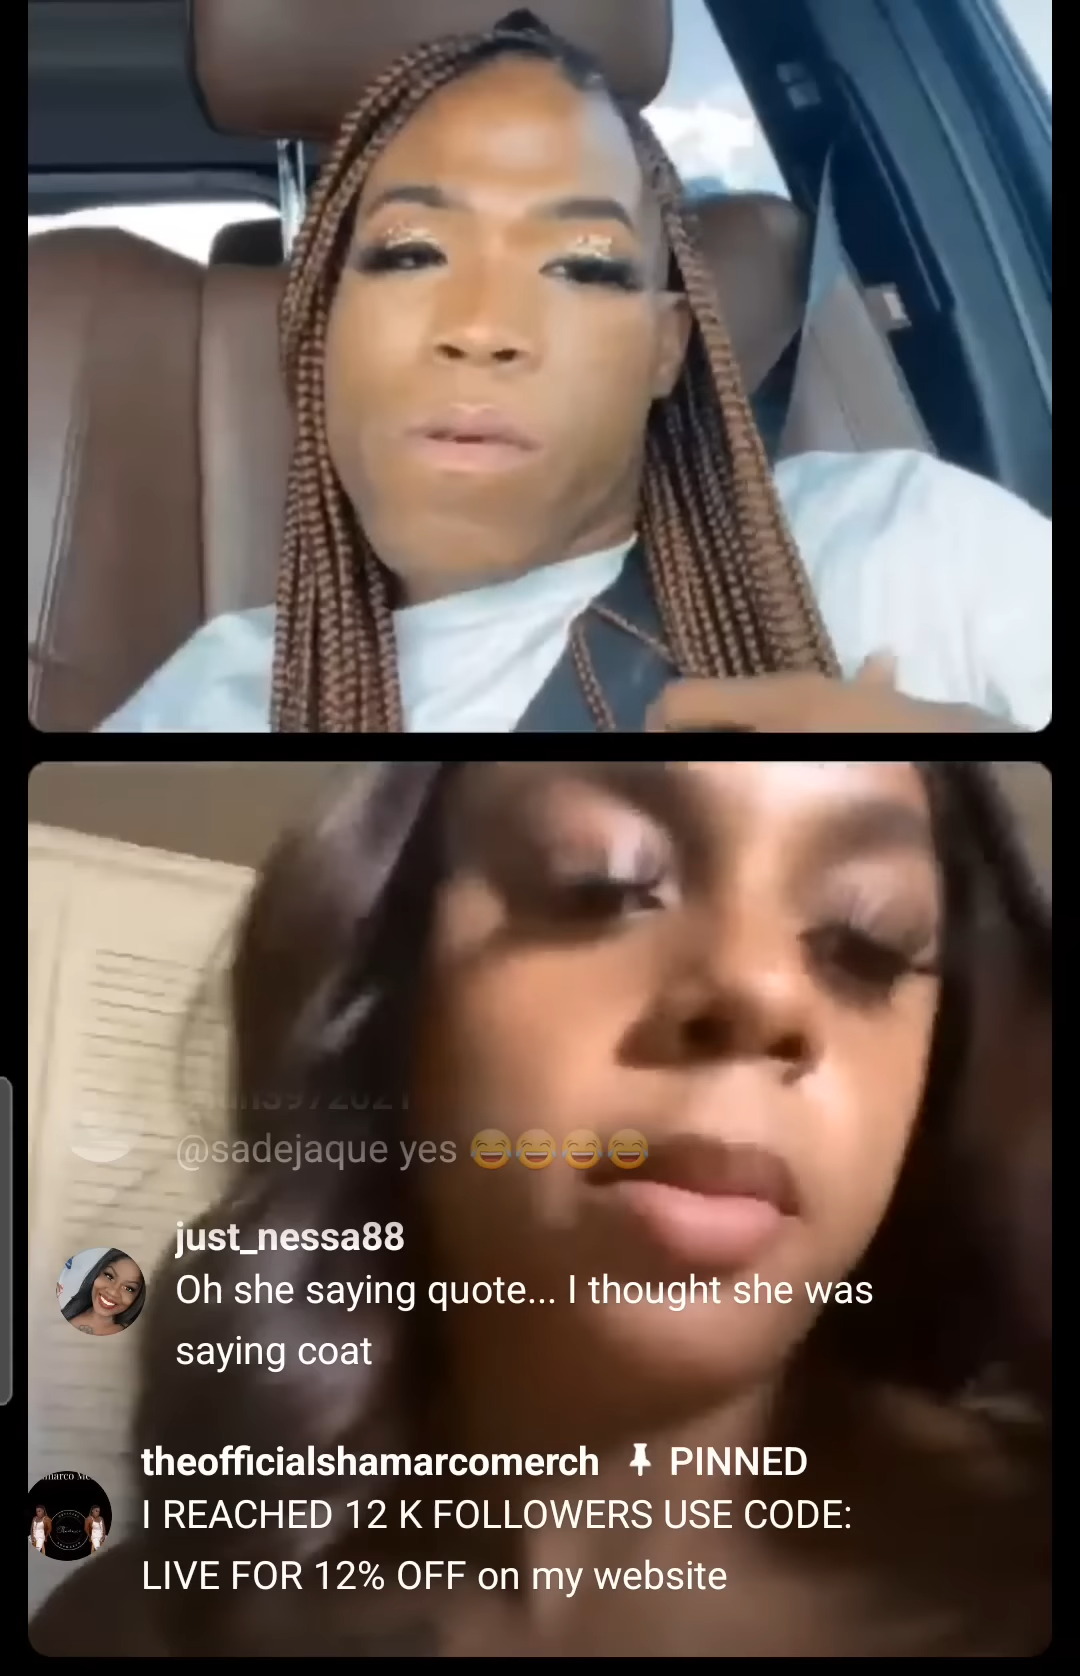 @sadejaque yes 😂😂😂😂
just_nessa88
Oh she saying quote... I thought she was
saying coat
theofficialshamarcomerch 📌 PINNED
I REACHED 12 K FOLLOWERS USE CODE:
LIVE FOR 12% OFF on my website